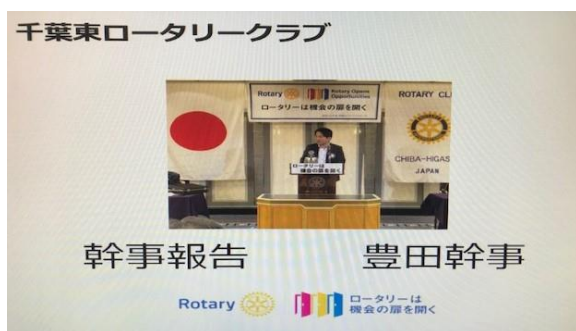 千葉東ロータリークラブ
Rotary
Rotary Opens
Opportunities
ロータリーは機会の扉を開く
ROTARY CL
CHIBA-HIGAS
JAPAN
ロータリーは
機会の扉を開く
幹事報告 豊田幹事
Rotary
ロータリーは
機会の扉を開く